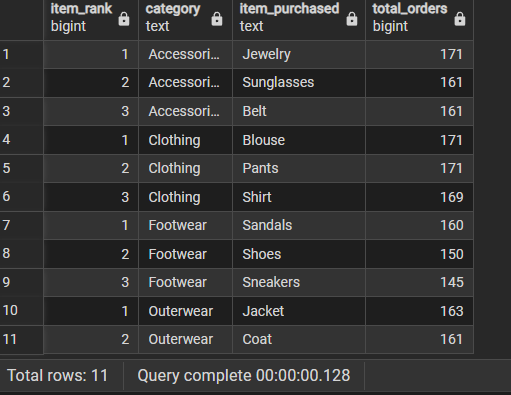 item_rank category item_purchased total_orders
bigint text text bigint
1 1 Accessori... Jewelry 171
2 2 Accessori... Sunglasses 161
3 3 Accessori... Belt 161
4 1 Clothing Blouse 171
5 2 Clothing Pants 171
6 3 Clothing Shirt 169
7 1 Footwear Sandals 160
8 2 Footwear Shoes 150
9 3 Footwear Sneakers 145
10 1 Outerwear Jacket 163
11 2 Outerwear Coat 161
Total rows: 11 Query complete 00:00:00.128